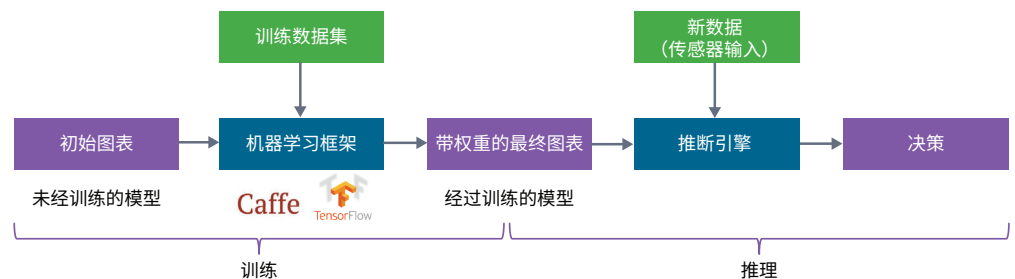 训练数据集
新数据
（传感器输入）
初始图表
机器学习框架
带权重的最终图表
推断引擎
决策
未经训练的模型
Caffe
TensorFlow
经过训练的模型
训练
推理